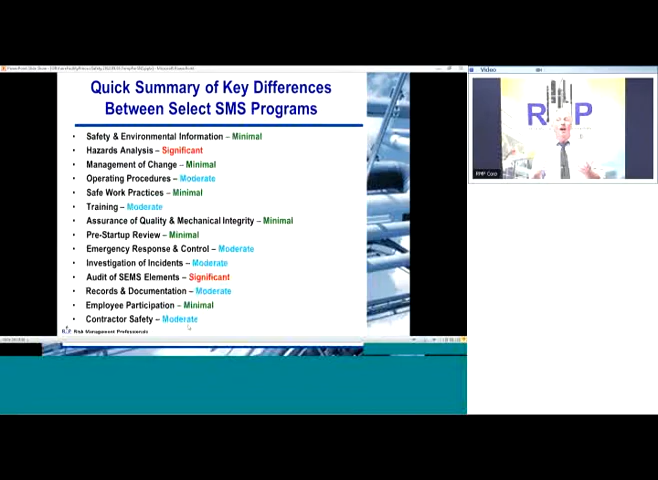 Video
Quick Summary of Key Differences
Between Select SMS Programs
• Safety & Environmental Information – Minimal
• Hazards Analysis – Significant
• Management of Change – Minimal
• Operating Procedures – Moderate
• Safe Work Practices – Minimal
• Training – Moderate
• Assurance of Quality & Mechanical Integrity – Minimal
• Pre-Startup Review – Minimal
• Emergency Response & Control – Moderate
• Investigation of Incidents – Moderate
• Audit of SEMS Elements – Significant
• Records & Documentation – Moderate
• Employee Participation – Minimal
• Contractor Safety – Moderate
Risk Management Professionals
R P
RMP Corp